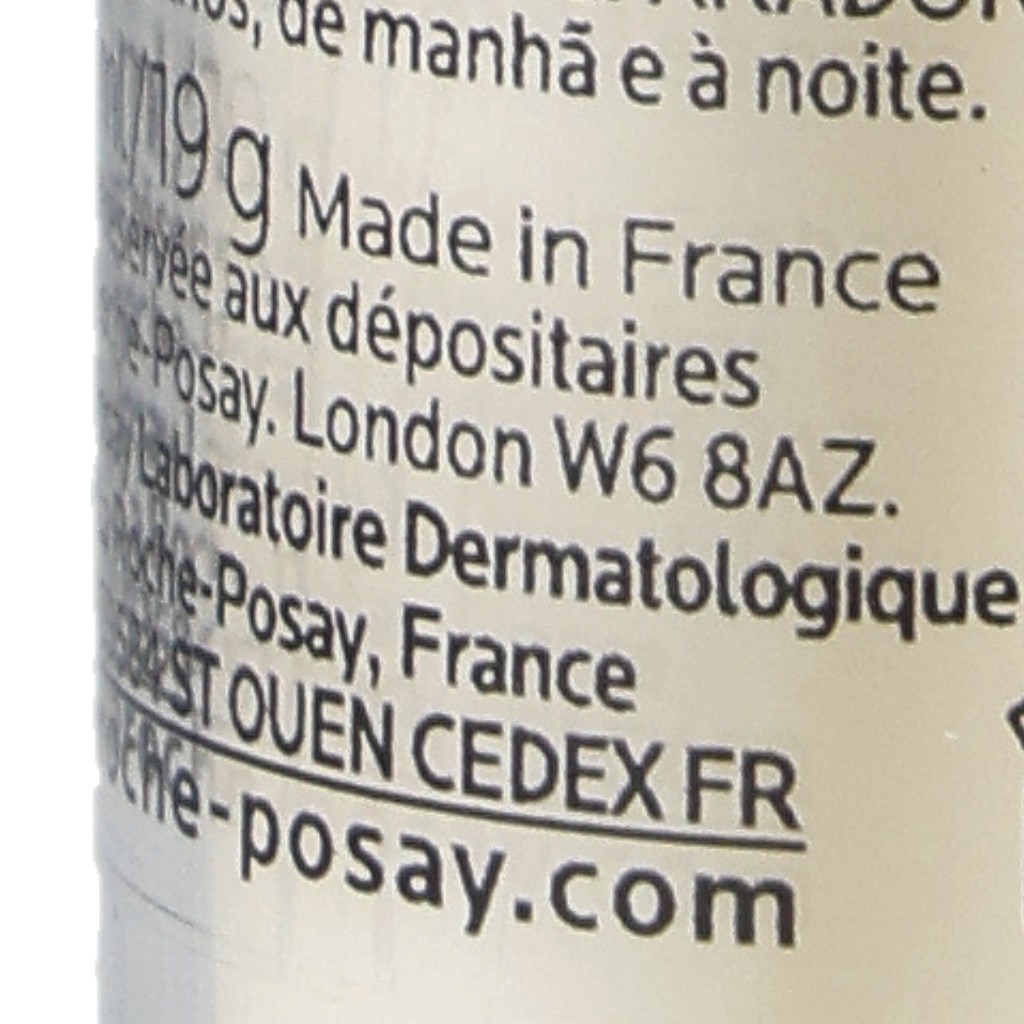 de manhã e à noite.
19 g Made in France
aux dépositaires
Posay. London W6 8AZ.
Laboratoire Dermatologique
-Posay, France
ST OUEN CEDEX FR
-posay.com